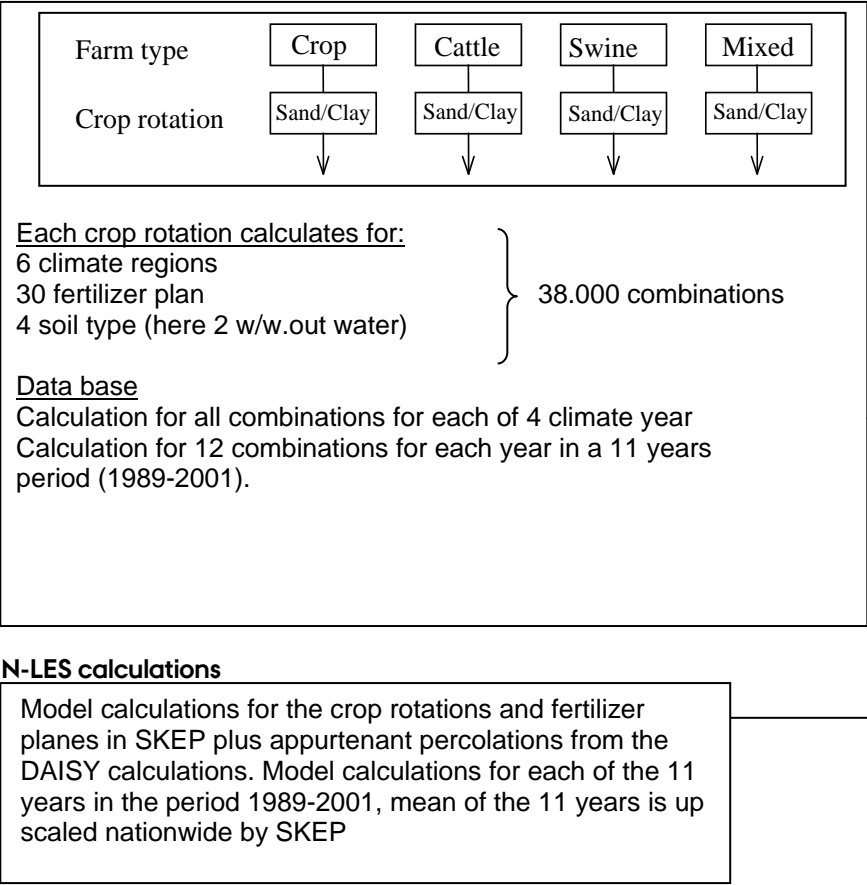 Farm type Crop Cattle Swine Mixed
Crop rotation Sand/Clay Sand/Clay Sand/Clay Sand/Clay
Each crop rotation calculates for:
6 climate regions
30 fertilizer plan 38.000 combinations
4 soil type (here 2 w/w.out water)
Data base
Calculation for all combinations for each of 4 climate year
Calculation for 12 combinations for each year in a 11 years
period (1989-2001).
N-LES calculations
Model calculations for the crop rotations and fertilizer
planes in SKEP plus appurtenant percolations from the
DAISY calculations. Model calculations for each of the 11
years in the period 1989-2001, mean of the 11 years is up
scaled nationwide by SKEP